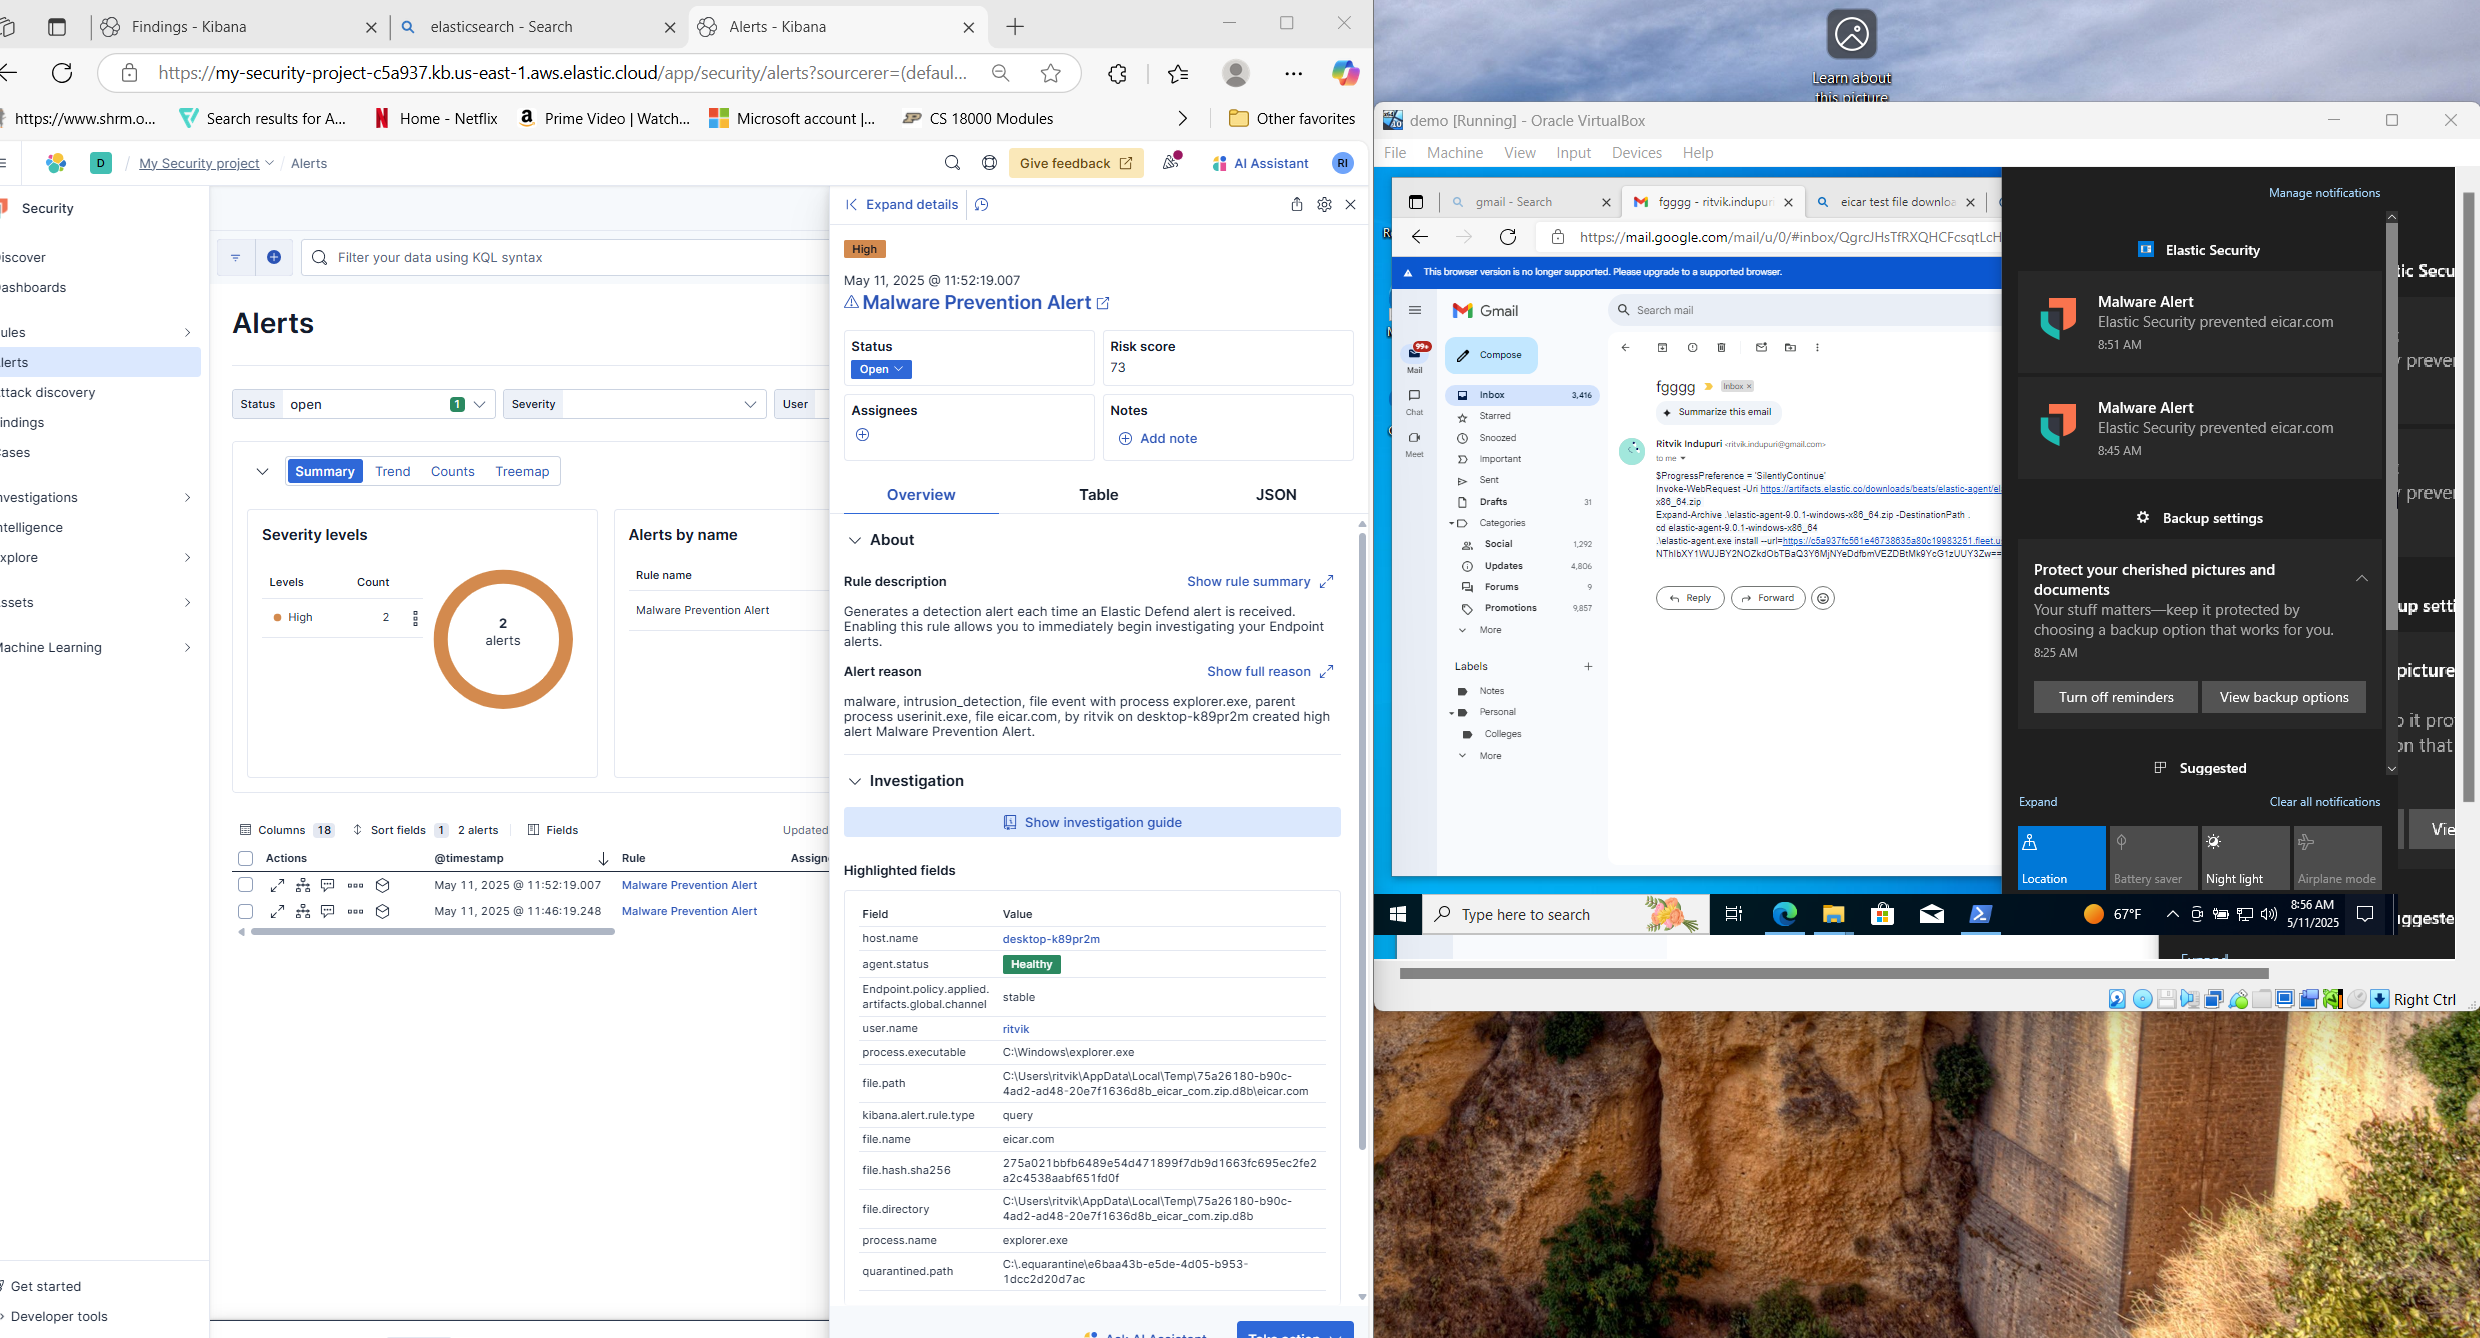 Findings - Kibana
elasticsearch - Search
Alerts - Kibana
https://my-security-project-c5a937.kb.us-east-1.aws.elastic.cloud/app/security/alerts?sourcerer=(defaul...
https://www.shrm.o...
Search results for A...
Home - Netflix
Prime Video | Watch...
Microsoft account |...
CS 18000 Modules
Other favorites
D
My Security project
Alerts
Give feedback
AI Assistant
RI
Security
iscover
ashboards
ules
lerts
ttack discovery
indings
ases
nvestigations
ntelligence
xplore
ssets
achine Learning
Get started
Developer tools
Filter your data using KQL syntax
Alerts
Status open 1
Severity
User
Summary Trend Counts Treemap
Severity levels
Levels Count
High 2
2
alerts
Alerts by name
Rule name
Malware Prevention Alert
Columns 18 Sort fields 1 2 alerts Fields Updated
Actions @timestamp Rule Assign
May 11, 2025 @ 11:52:19.007 Malware Prevention Alert
May 11, 2025 @ 11:46:19.248 Malware Prevention Alert
Expand details
High
May 11, 2025 @ 11:52:19.007
Malware Prevention Alert
Status
Open
Risk score
73
Assignees
Notes
Add note
Overview Table JSON
About
Rule description Show rule summary
Generates a detection alert each time an Elastic Defend alert is received.
Enabling this rule allows you to immediately begin investigating your Endpoint
alerts.
Alert reason Show full reason
malware, intrusion_detection, file event with process explorer.exe, parent
process userinit.exe, file eicar.com, by ritvik on desktop-k89pr2m created high
alert Malware Prevention Alert.
Investigation
Show investigation guide
Highlighted fields
Field Value
host.name desktop-k89pr2m
agent.status Healthy
Endpoint.policy.applied.
artifacts.global.channel stable
user.name ritvik
process.executable C:\Windows\explorer.exe
file.path C:\Users\ritvik\AppData\Local\Temp\75a26180-b90c-
4ad2-ad48-20e7f1636d8b_eicar_com.zip.d8b\eicar.com
kibana.alert.rule.type query
file.name eicar.com
file.hash.sha256 275a021bbfb6489e54d471899f7db9d1663fc695ec2fe2
a2c4538aabf651fd0f
file.directory C:\Users\ritvik\AppData\Local\Temp\75a26180-b90c-
4ad2-ad48-20e7f1636d8b_eicar_com.zip.d8b
process.name explorer.exe
quarantined.path C:\.equarantine\e6baa43b-e5de-4d05-b953-
1dcc2d20d7ac
Ask AI Assistant
Take action
Learn about
this picture
demo [Running] - Oracle VirtualBox
File Machine View Input Devices Help
gmail - Search
fgggg - ritvik.indupuri
eicar test file downloa
https://mail.google.com/mail/u/0/#inbox/QgrcJHsTfRXQHCFcsqtLcH
This browser version is no longer supported. Please upgrade to a supported browser.
Gmail
Search mail
99+
Mail
Chat
Meet
Compose
Inbox 3,416
Starred
Snoozed
Important
Sent
Drafts 31
Categories
Social 1,292
Updates 4,806
Forums 9
Promotions 9,857
More
Labels
Notes
Personal
Colleges
More
fgggg Inbox ×
Summarize this email
Ritvik Indupuri <ritvik.indupuri@gmail.com>
to me
$ProgressPreference = 'SilentlyContinue'
Invoke-WebRequest -Uri https://artifacts.elastic.co/downloads/beats/elastic-agent/el
x86_64.zip
Expand-Archive .\elastic-agent-9.0.1-windows-x86_64.zip -DestinationPath .
cd elastic-agent-9.0.1-windows-x86_64
.\elastic-agent.exe install --url=https://c5a937fc561e46738635a80c19983251.fleet.u
Reply
Forward
Manage notifications
Elastic Security
Malware Alert
Elastic Security prevented eicar.com
8:51 AM
Malware Alert
Elastic Security prevented eicar.com
8:45 AM
Backup settings
Protect your cherished pictures and
documents
Your stuff matters—keep it protected by
choosing a backup option that works for you.
8:25 AM
Turn off reminders
View backup options
Suggested
Expand
Clear all notifications
Location
Battery saver
Night light
Airplane mode
tic Secu
y preven
y preven
up setti
picture
o it pro
on that
Vie
ggeste
Type here to search
67°F
8:56 AM
5/11/2025
Right Ctrl